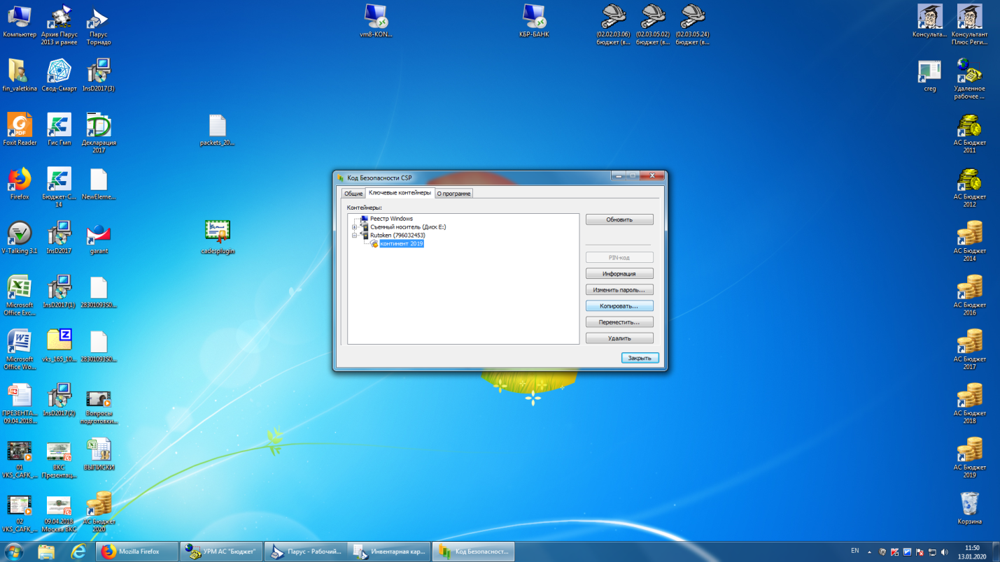 Компьютер
Архив Парус
2013 и ранее
Парус
Торнадо
vm8-KON...
КБР-БАНК
(02.02.03.06)
бюджет (в...
(02.03.05.02)
бюджет (в...
(02.03.05.24)
бюджет (в...
Консульта...
Консультант
Плюс Реги...
fin_valetkina
Свод-Смарт
InsD2017(3)
creg
Удаленное
рабочее ...
Foxit Reader
Гис Гмп
Декларация
2017
packets_20...
АС Бюджет
2011
Firefox
Бюджет-С...
14
NewEleme...
АС Бюджет
2012
V-Talking 3.1
InsD2017
garant
cadesplugin
АС Бюджет
2014
Microsoft
Office Exc...
InsD2017(1)
28301093S0...
АС Бюджет
2016
Microsoft
Office Wo...
vks_165_10...
28301093S0...
АС Бюджет
2017
ПРЕЗЕНТА...
09.04.2018...
InsD2017(2)
Вопросы
подготовки...
АС Бюджет
2018
01
VKS_CAFK_...
ВКС
Презентац...
ВЫПИСКИ
АС Бюджет
2019
02
VKS_CAFK_...
09.04.2018
Москва ВКС
АС Бюджет
2020
Корзина
Код Безопасности CSP
Общие
Ключевые контейнеры
О программе
Контейнеры:
Реестр Windows
Съемный носитель (Диск E:)
Rutoken (796032453)
континент 2019
Обновить
PIN-код
Информация
Изменить пароль...
Копировать...
Переместить...
Удалить
Закрыть
Mozilla Firefox
УРМ АС "Бюджет"
Парус - Рабочий...
Инвентарная кар...
Код Безопасност...
EN
11:50
13.01.2020